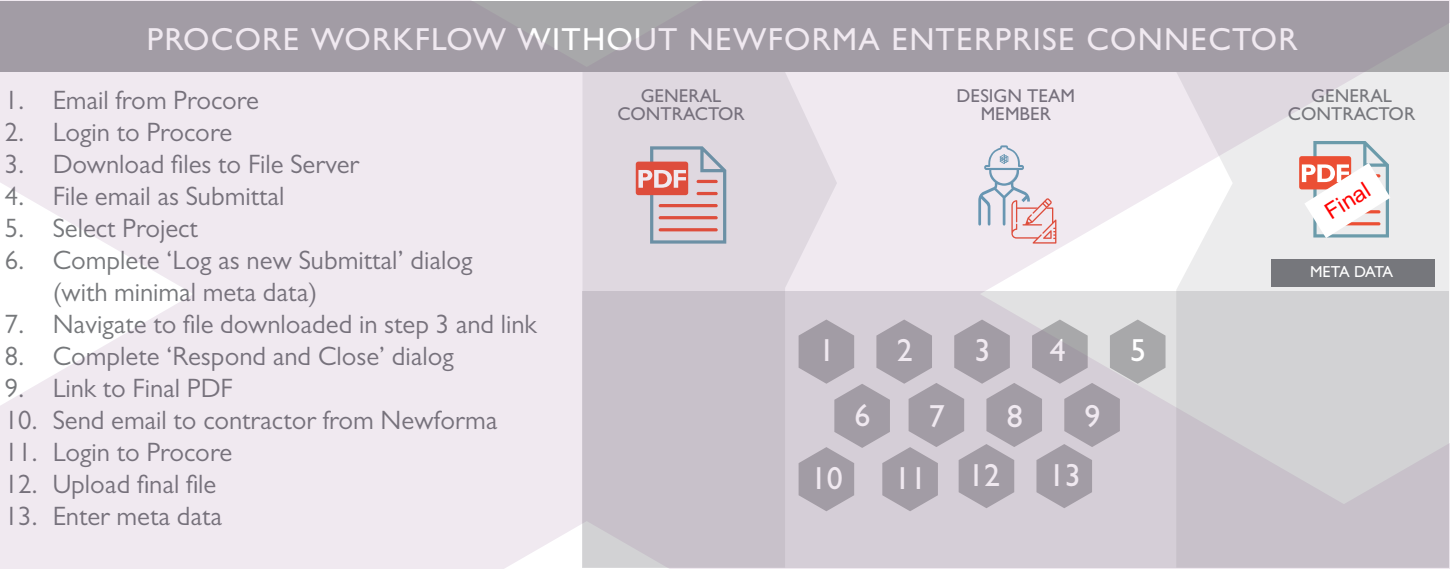 PROCORE WORKFLOW WITHOUT NEWFORMA ENTERPRISE CONNECTOR
1. Email from Procore
2. Login to Procore
3. Download files to File Server
4. File email as Submittal
5. Select Project
6. Complete ‘Log as new Submittal’ dialog
(with minimal meta data)
7. Navigate to file downloaded in step 3 and link
8. Complete ‘Respond and Close’ dialog
9. Link to Final PDF
10. Send email to contractor from Newforma
11. Login to Procore
12. Upload final file
13. Enter meta data
GENERAL
CONTRACTOR
PDF
DESIGN TEAM
MEMBER
GENERAL
CONTRACTOR
PDF
Final
META DATA
1 2 3 4 5
6 7 8 9
10 11 12 13